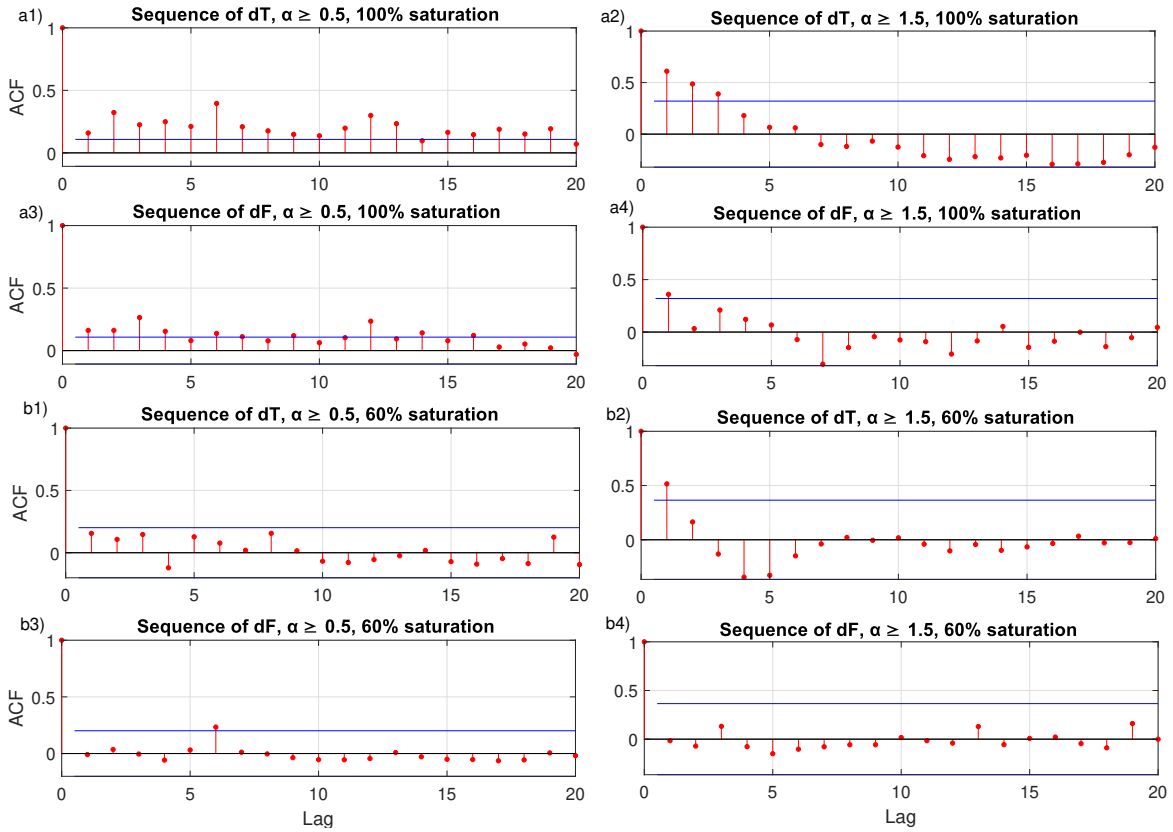 a1) Sequence of dT, α ≥ 0.5, 100% saturation
1
0.5
0
ACF
0 5 10 15 20
a2) Sequence of dT, α ≥ 1.5, 100% saturation
1
0.5
0
0 5 10 15 20
a3) Sequence of dF, α ≥ 0.5, 100% saturation
1
0.5
0
ACF
0 5 10 15 20
a4) Sequence of dF, α ≥ 1.5, 100% saturation
1
0.5
0
0 5 10 15 20
b1) Sequence of dT, α ≥ 0.5, 60% saturation
1
0.5
0
ACF
0 5 10 15 20
b2) Sequence of dT, α ≥ 1.5, 60% saturation
1
0.5
0
0 5 10 15 20
b3) Sequence of dF, α ≥ 0.5, 60% saturation
1
0.5
0
ACF
0 5 10 15 20
Lag
b4) Sequence of dF, α ≥ 1.5, 60% saturation
1
0.5
0
0 5 10 15 20
Lag